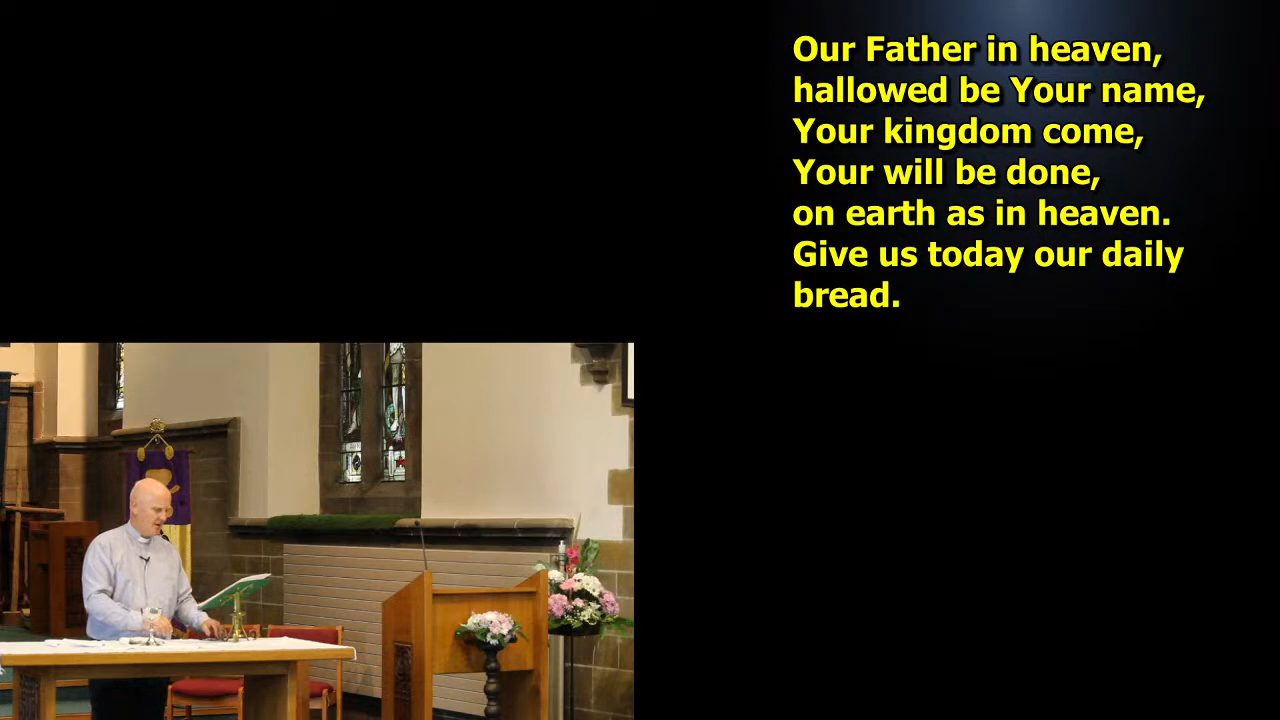 Our Father in heaven,
hallowed be Your name,
Your kingdom come,
Your will be done,
on earth as in heaven.
Give us today our daily
bread.